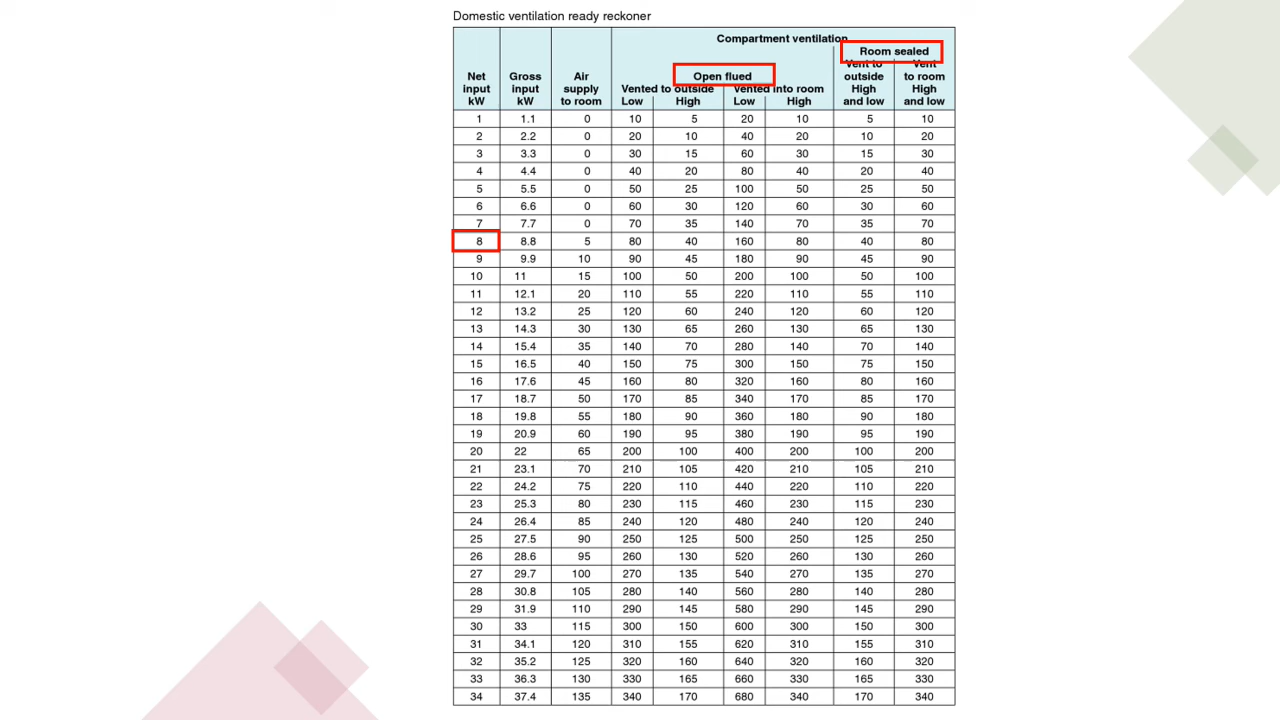 Domestic ventilation ready reckoner
Compartment ventilation
Room sealed
Open flued
Vent to Vent
Net Gross Air outside to room
input input supply Vented to outside Vented into room High High
kW kW to room Low High Low High and low and low
1 1.1 0 10 5 20 10 5 10
2 2.2 0 20 10 40 20 10 20
3 3.3 0 30 15 60 30 15 30
4 4.4 0 40 20 80 40 20 40
5 5.5 0 50 25 100 50 25 50
6 6.6 0 60 30 120 60 30 60
7 7.7 0 70 35 140 70 35 70
8 8.8 5 80 40 160 80 40 80
9 9.9 10 90 45 180 90 45 90
10 11 15 100 50 200 100 50 100
11 12.1 20 110 55 220 110 55 110
12 13.2 25 120 60 240 120 60 120
13 14.3 30 130 65 260 130 65 130
14 15.4 35 140 70 280 140 70 140
15 16.5 40 150 75 300 150 75 150
16 17.6 45 160 80 320 160 80 160
17 18.7 50 170 85 340 170 85 170
18 19.8 55 180 90 360 180 90 180
19 20.9 60 190 95 380 190 95 190
20 22 65 200 100 400 200 100 200
21 23.1 70 210 105 420 210 105 210
22 24.2 75 220 110 440 220 110 220
23 25.3 80 230 115 460 230 115 230
24 26.4 85 240 120 480 240 120 240
25 27.5 90 250 125 500 250 125 250
26 28.6 95 260 130 520 260 130 260
27 29.7 100 270 135 540 270 135 270
28 30.8 105 280 140 560 280 140 280
29 31.9 110 290 145 580 290 145 290
30 33 115 300 150 600 300 150 300
31 34.1 120 310 155 620 310 155 310
32 35.2 125 320 160 640 320 160 320
33 36.3 130 330 165 660 330 165 330
34 37.4 135 340 170 680 340 170 340